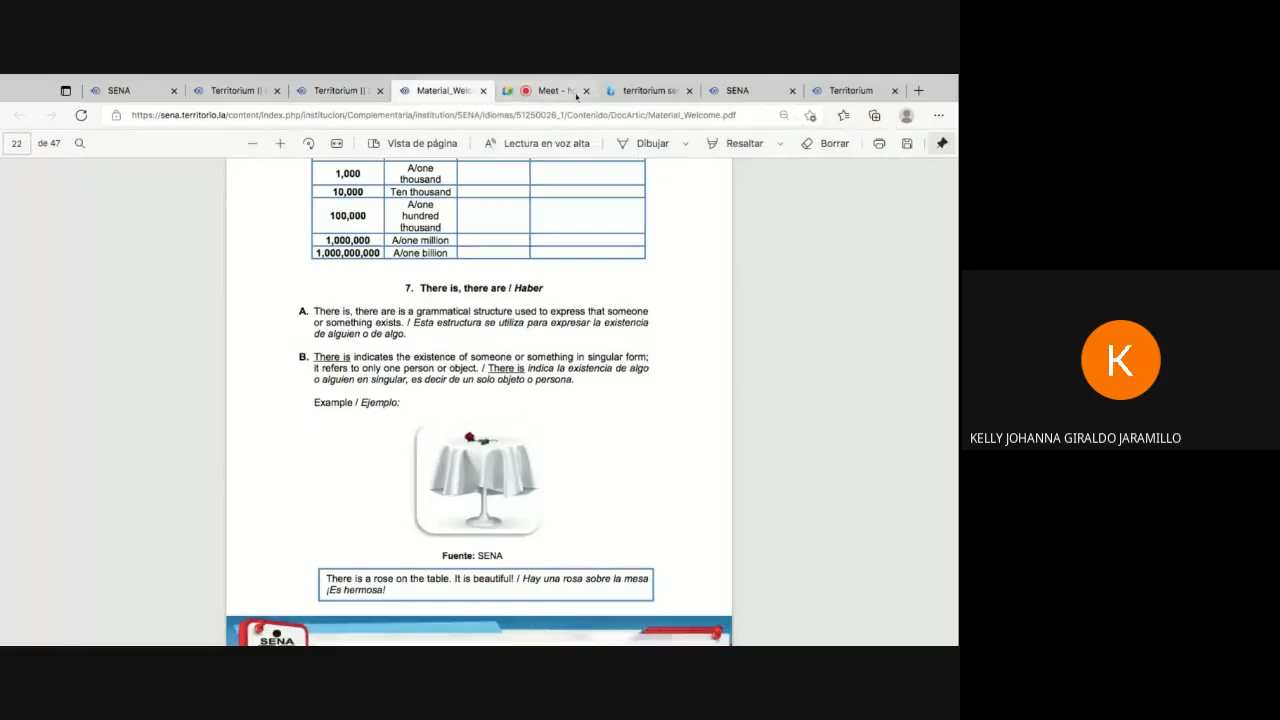 SENA
Territorium ||
Territorium ||
Material_Welc
Meet - h
territorium se
SENA
Territorium
https://sena.territorio.la/content/index.php/institucion/Complementaria/institution/SENA/Idiomas/51250026_1/Contenido/DocArtic/Material_Welcome.pdf
22 de 47
Vista de página
Lectura en voz alta
Dibujar
Resaltar
Borrar
1,000 A/one thousand
10,000 Ten thousand
100,000 A/one hundred thousand
1,000,000 A/one million
1,000,000,000 A/one billion
7. There is, there are / Haber
A. There is, there are is a grammatical structure used to express that someone
or something exists. / Esta estructura se utiliza para expresar la existencia
de alguien o de algo.
B. There is indicates the existence of someone or something in singular form;
it refers to only one person or object. / There is indica la existencia de algo
o alguien en singular, es decir de un solo objeto o persona.
Example / Ejemplo:
Fuente: SENA
There is a rose on the table. It is beautiful! / Hay una rosa sobre la mesa
¡Es hermosa!
SENA
K
KELLY JOHANNA GIRALDO JARAMILLO